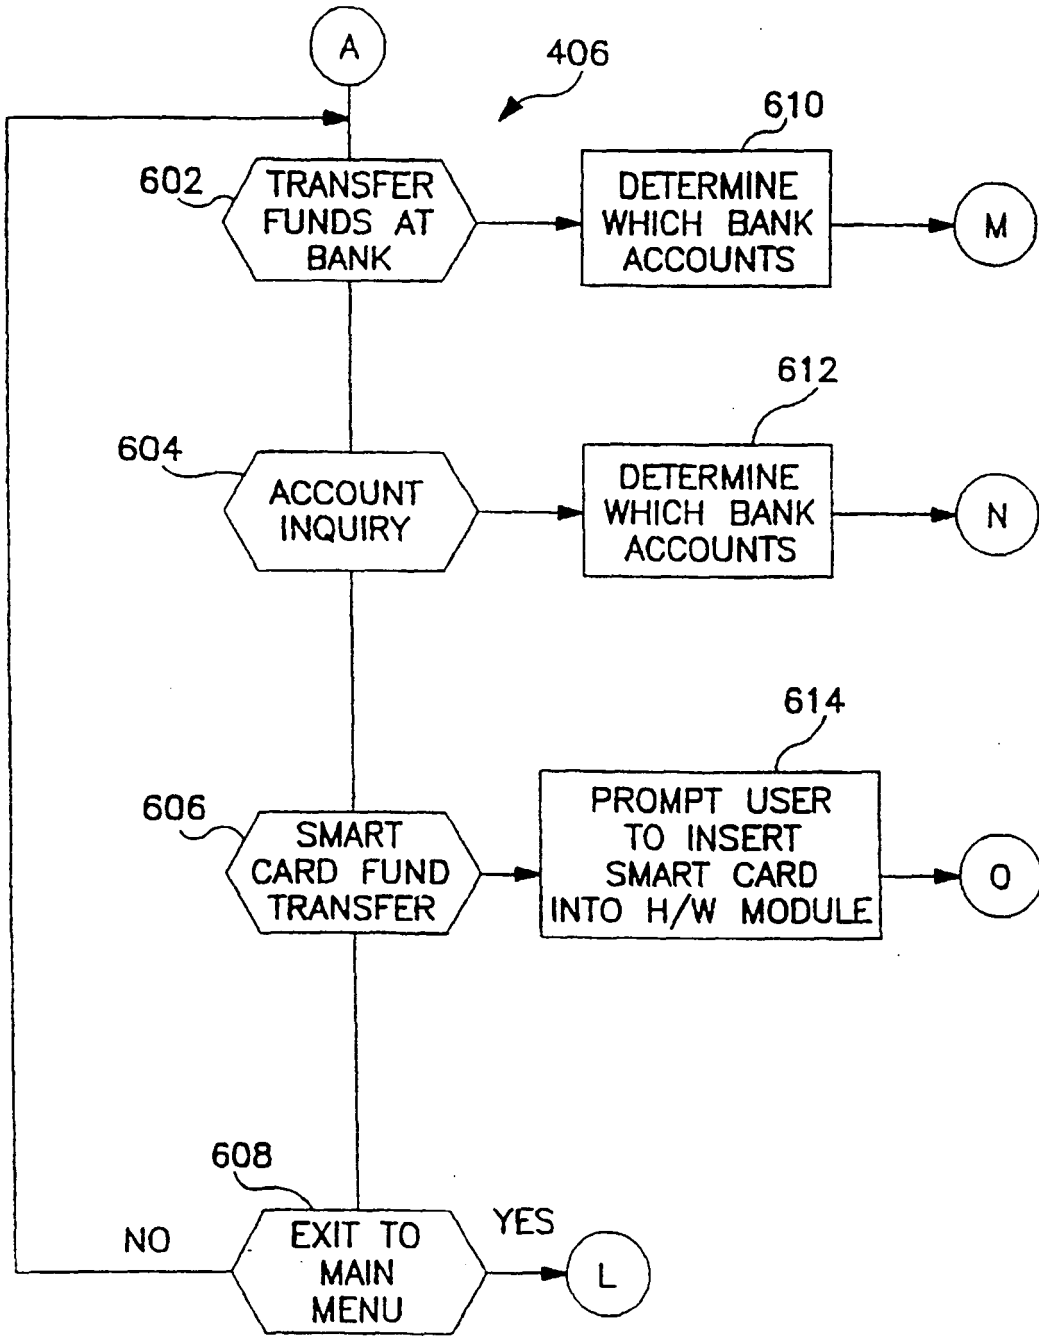 A
406
610
602
TRANSFER
FUNDS AT
BANK
DETERMINE
WHICH BANK
ACCOUNTS
M
612
604
ACCOUNT
INQUIRY
DETERMINE
WHICH BANK
ACCOUNTS
N
614
606
SMART
CARD FUND
TRANSFER
PROMPT USER
TO INSERT
SMART CARD
INTO H/W MODULE
O
608
NO
EXIT TO
MAIN
MENU
YES
L